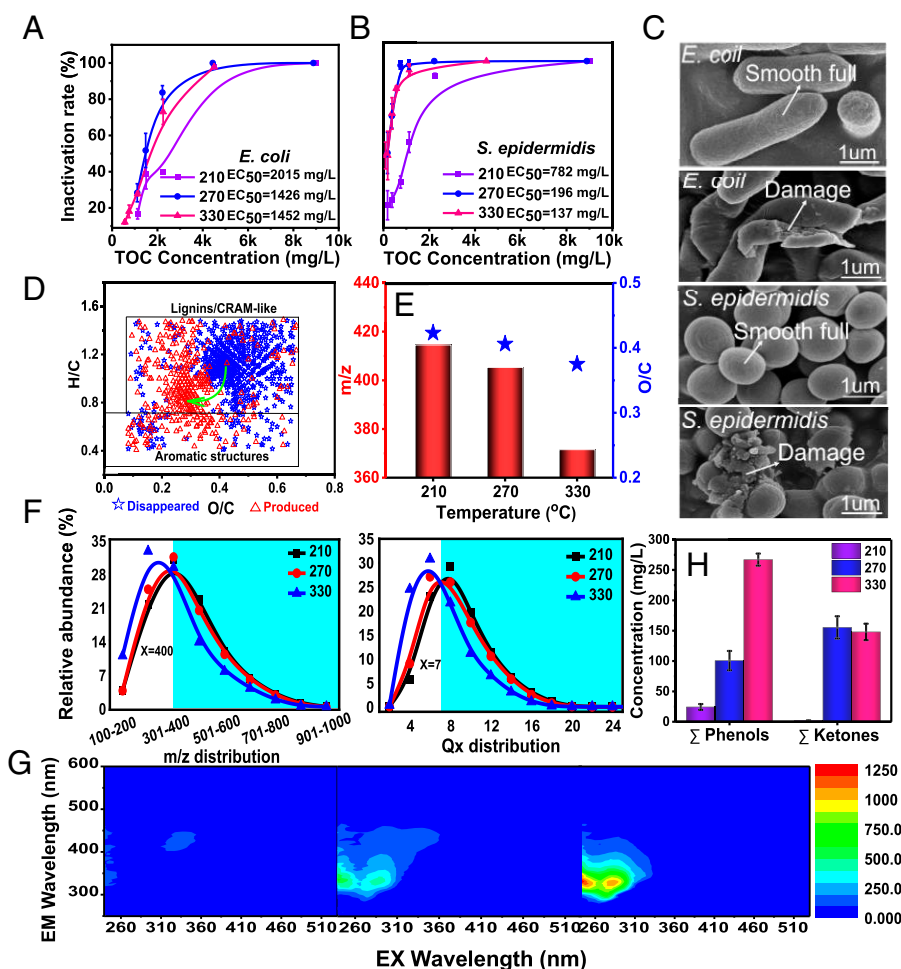 A
Inactivation rate (%)
100
80
60
40
20
E. coli
210 EC50=2015 mg/L
270 EC50=1426 mg/L
330 EC50=1452 mg/L
0 2k 4k 6k 8k 10k
TOC Concentration (mg/L)
B
S. epidermidis
210 EC50=782 mg/L
270 EC50=196 mg/L
330 EC50=137 mg/L
0 2k 4k 6k 8k 10k
TOC Concentration (mg/L)
C
E. coil
Smooth full
1um
E. coil
Damage
1um
S. epidermidis
Smooth full
1um
S. epidermidis
Damage
1um
D
H/C
1.6
1.2
0.8
0.4
Lignins/CRAM-like
Aromatic structures
0.0 0.2 0.4 0.6 0.8
Disappeared O/C Produced
E
m/z
440
420
400
380
360
0.5
0.4
0.3
0.2
O/C
210 270 330
Temperature (°C)
F
Relative abundance (%)
35
28
21
14
7
0
210
270
330
X=400
100-200 301-400 501-600 701-800 901-1000
m/z distribution
35
30
25
20
15
10
5
0
210
270
330
X=7
4 8 12 16 20 24
Qx distribution
H
Concentration (mg/L)
300
250
200
150
100
50
0
210
270
330
∑ Phenols ∑ Ketones
G
EM Wavelength (nm)
600
500
400
300
260 310 360 410 460 510 260 310 360 410 460 510 260 310 360 410 460 510
EX Wavelength (nm)
1250
1000
750.0
500.0
250.0
0.000